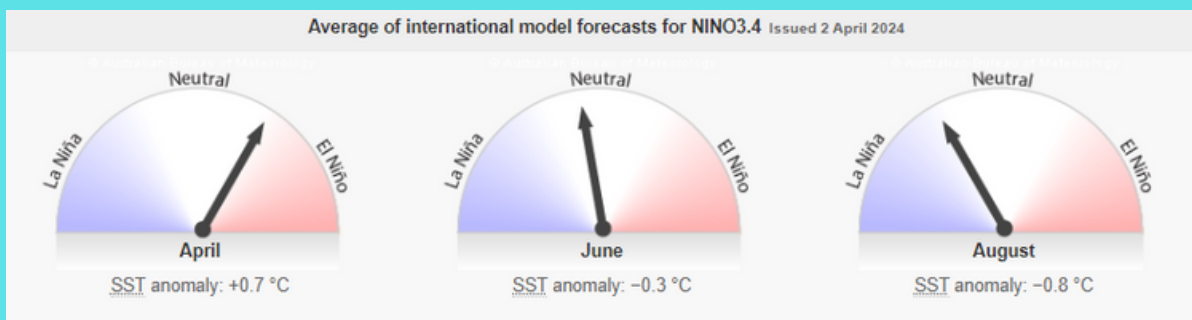 Average of international model forecasts for NINO3.4 Issued 2 April 2024
Neutral
La Niña
El Niño
April
SST anomaly: +0.7 °C
Neutral
La Niña
El Niño
June
SST anomaly: −0.3 °C
Neutral
La Niña
El Niño
August
SST anomaly: −0.8 °C